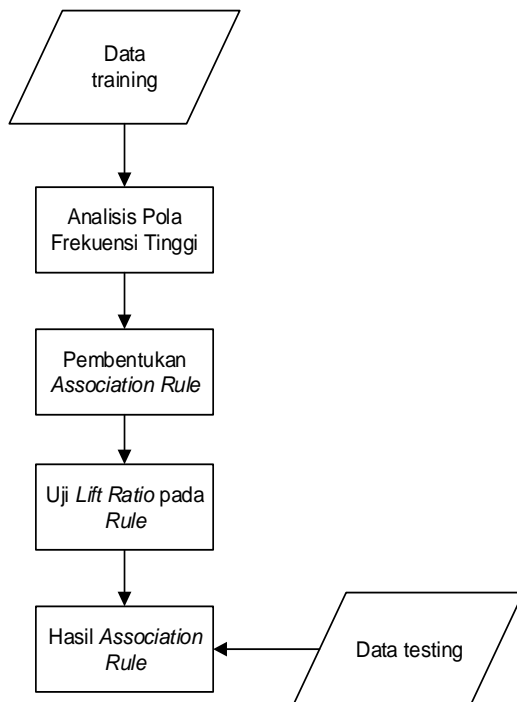 Data
training
Analisis Pola
Frekuensi Tinggi
Pembentukan
Association Rule
Uji Lift Ratio pada
Rule
Hasil Association
Rule
Data testing